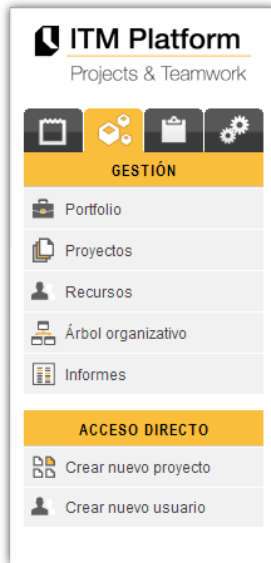 ITM Platform
Projects & Teamwork
GESTIÓN
Portfolio
Proyectos
Recursos
Árbol organizativo
Informes
ACCESO DIRECTO
Crear nuevo proyecto
Crear nuevo usuario